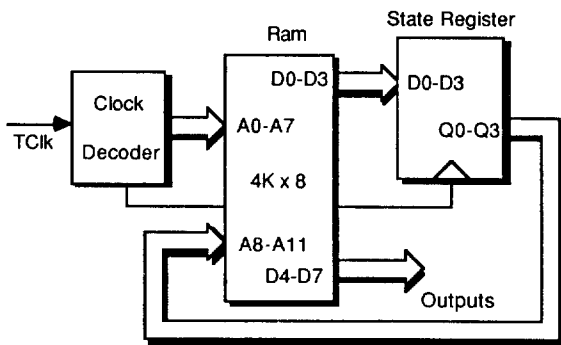 State Register
Ram
D0-D3
D0-D3
Clock
Decoder
TClk
A0-A7
Q0-Q3
4K x 8
A8-A11
D4-D7
Outputs